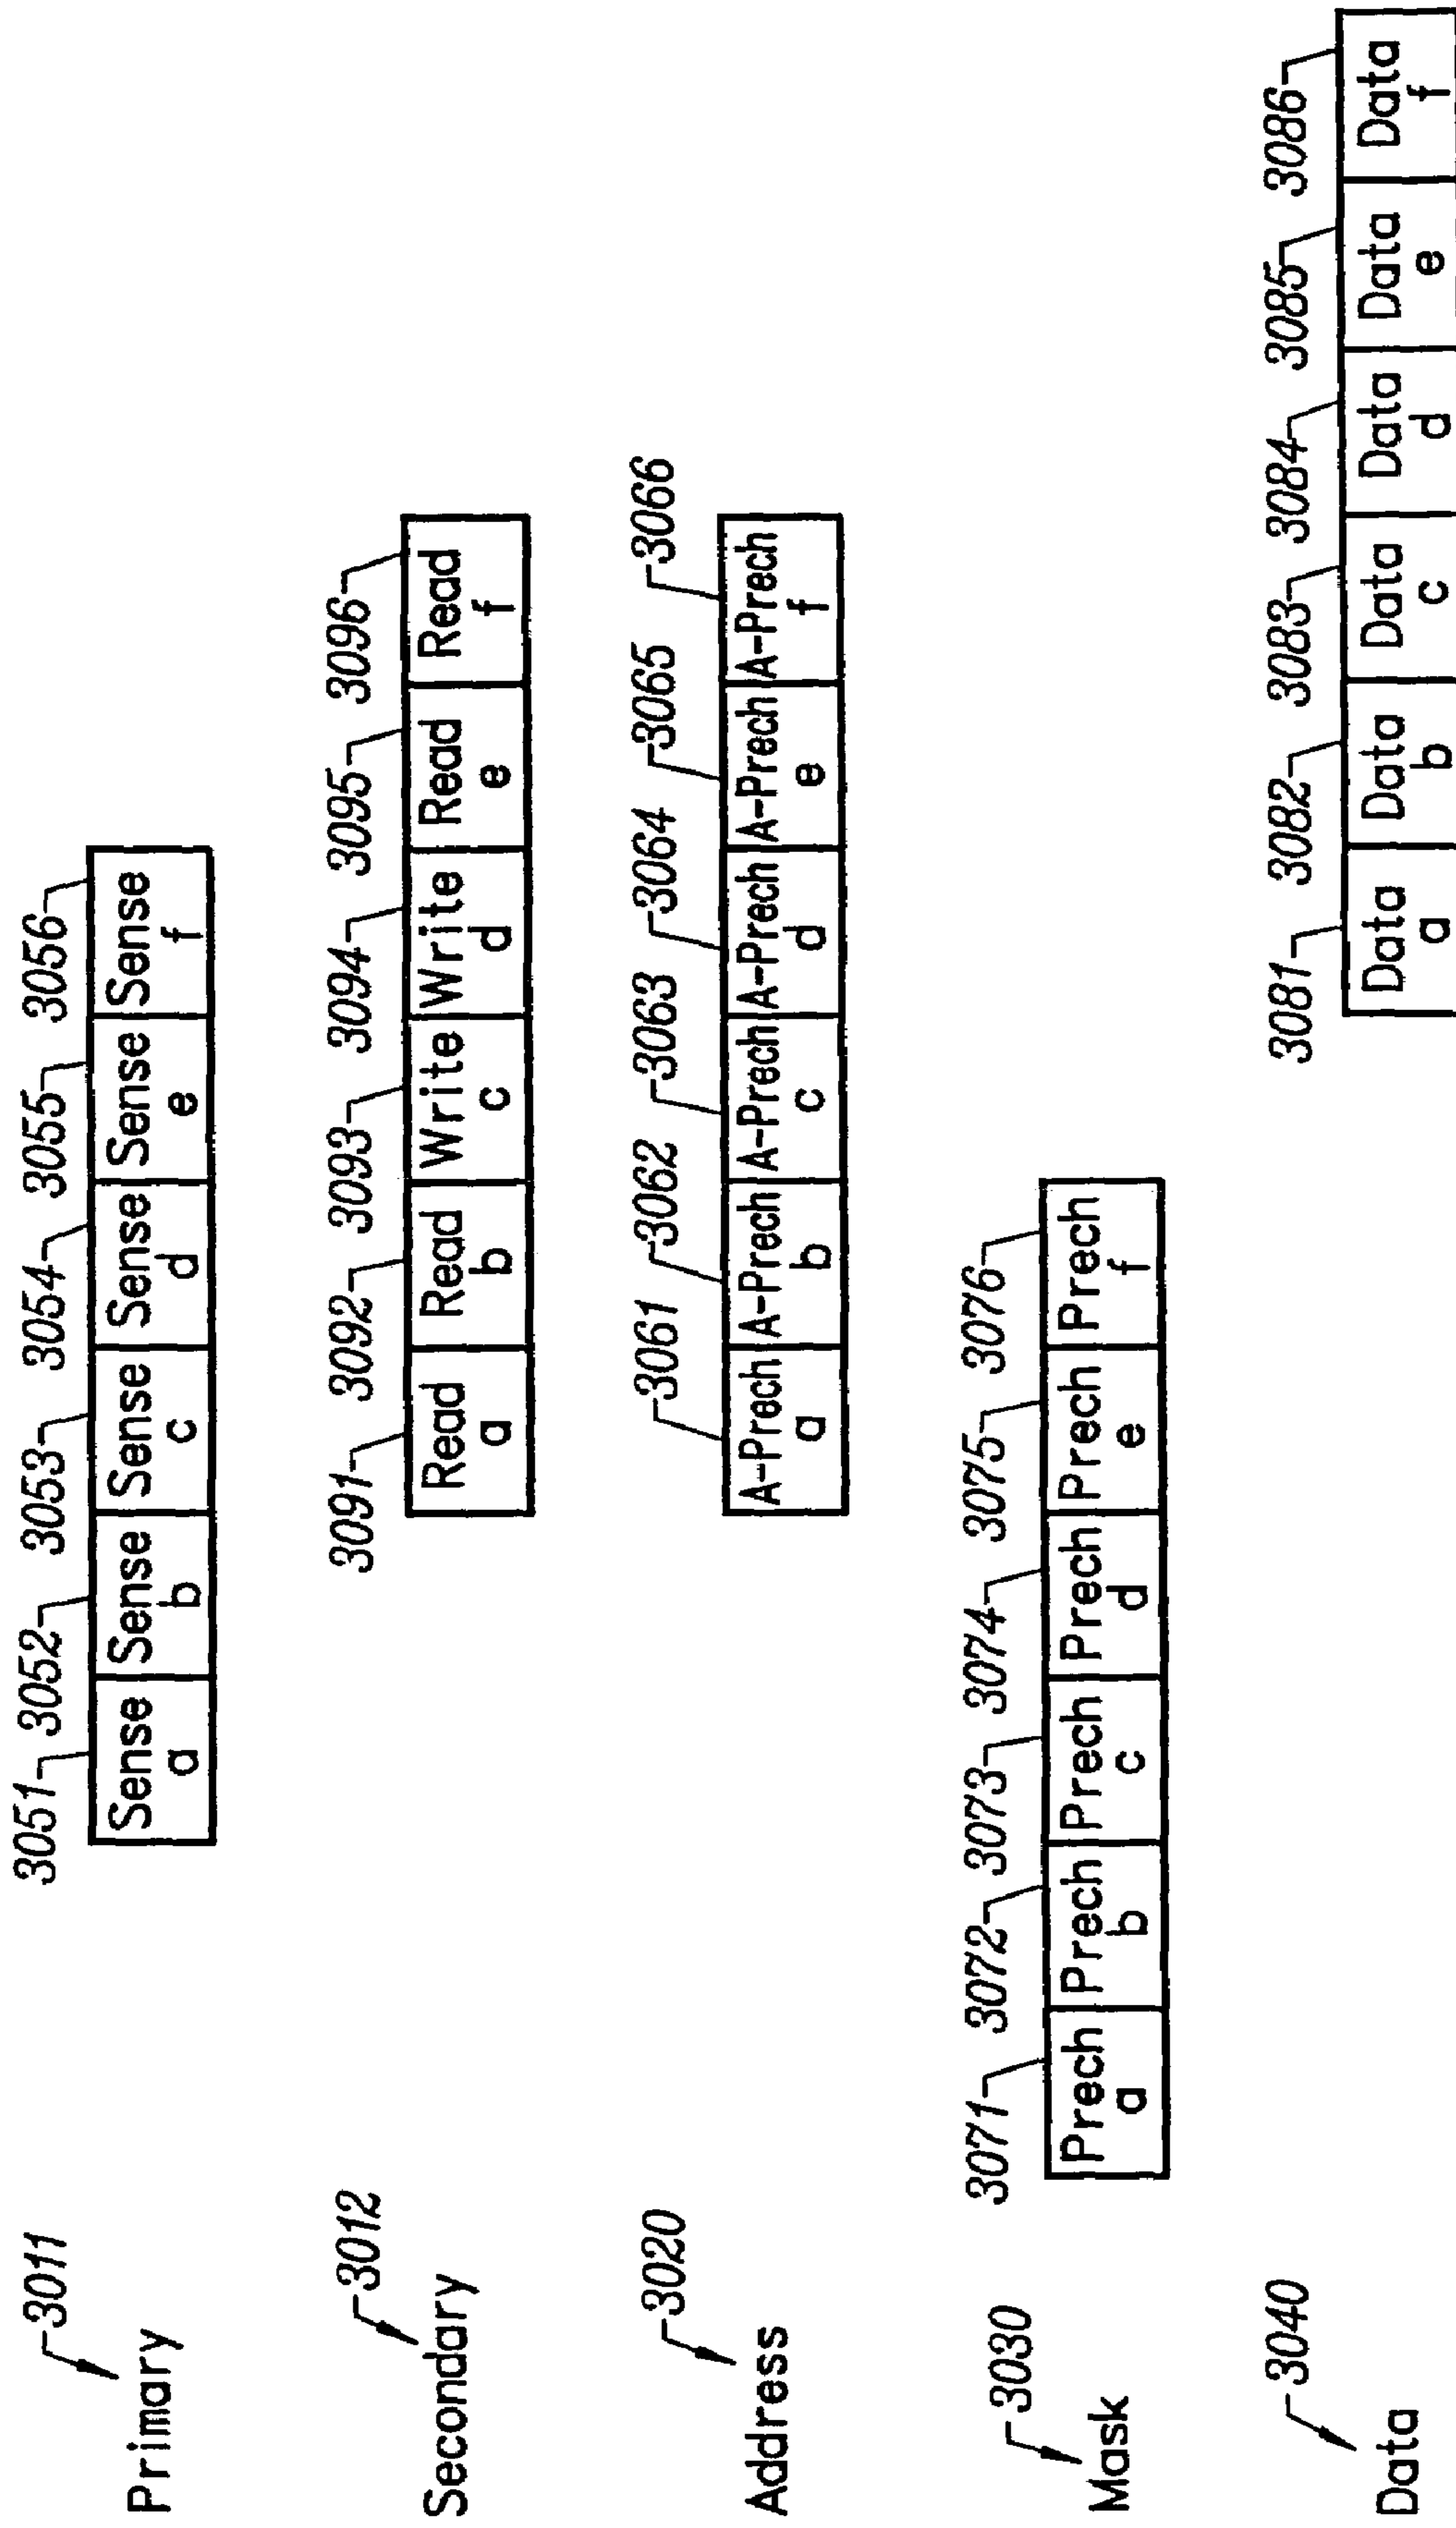 3011
Primary
3051 3052 3053 3054 3055 3056
Sense Sense Sense Sense Sense Sense
a b c d e f
3012
Secondary
3091 3092 3093 3094 3095 3096
Read Read Write Write Read Read
a b c d e f
3020
Address
3061 3062 3063 3064 3065 3066
A-Prech A-Prech A-Prech A-Prech A-Prech A-Prech
a b c d e f
3030
Mask
3071 3072 3073 3074 3075 3076
Prech Prech Prech Prech Prech Prech
a b c d e f
3040
Data
3081 3082 3083 3084 3085 3086
Data Data Data Data Data Data
a b c d e f